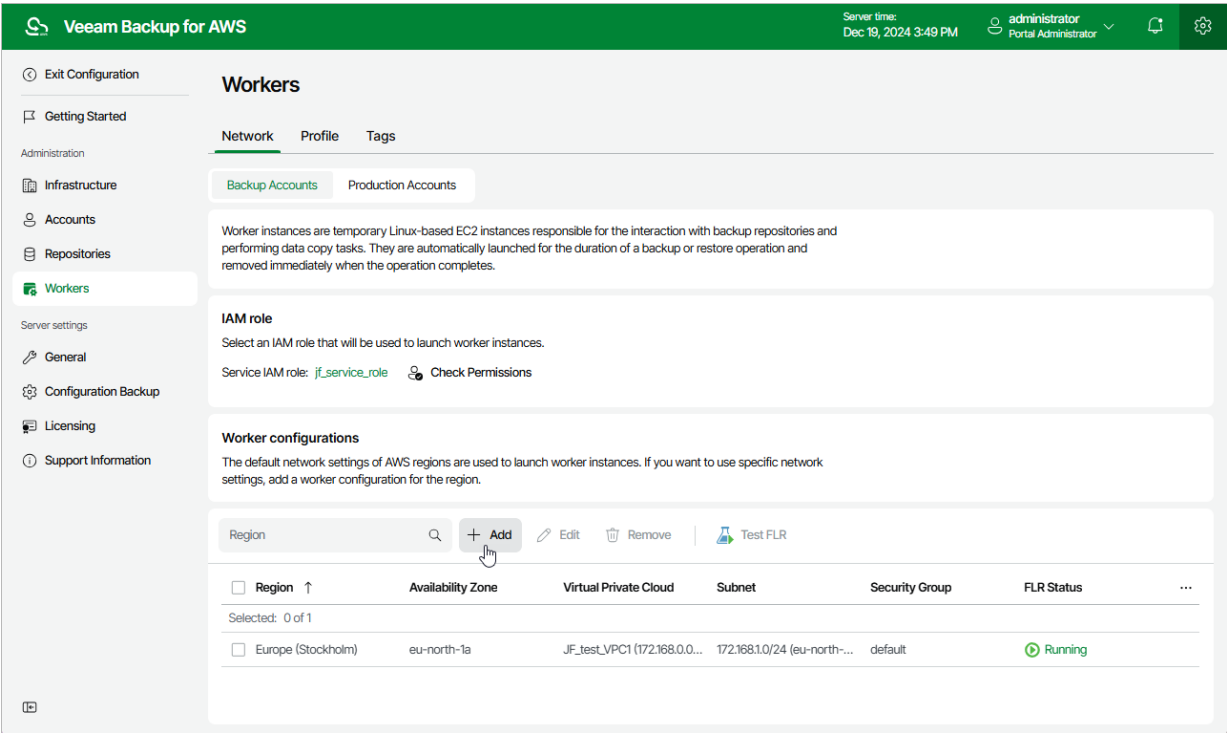 Veeam Backup for AWS
Server time:
Dec 19, 2024 3:49 PM
administrator
Portal Administrator
Exit Configuration
Getting Started
Administration
Infrastructure
Accounts
Repositories
Workers
Server settings
General
Configuration Backup
Licensing
Support Information
Workers
Network Profile Tags
Backup Accounts Production Accounts
Worker instances are temporary Linux-based EC2 instances responsible for the interaction with backup repositories and
performing data copy tasks. They are automatically launched for the duration of a backup or restore operation and
removed immediately when the operation completes.
IAM role
Select an IAM role that will be used to launch worker instances.
Service IAM role: jf_service_role Check Permissions
Worker configurations
The default network settings of AWS regions are used to launch worker instances. If you want to use specific network
settings, add a worker configuration for the region.
Region Add Edit Remove Test FLR
Region ↑ Availability Zone Virtual Private Cloud Subnet Security Group FLR Status ...
Selected: 0 of 1
Europe (Stockholm) eu-north-1a JF_test_VPC1 (172.168.0.0... 172.168.1.0/24 (eu-north-... default Running